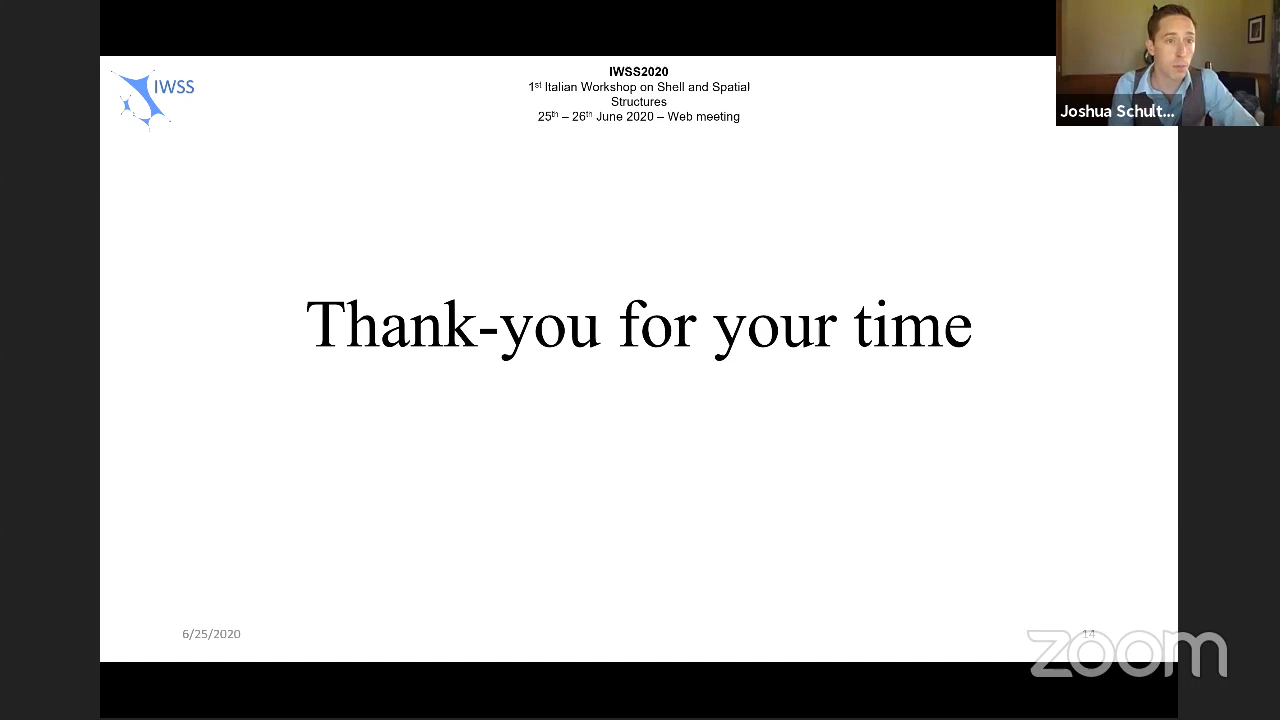 IWSS
IWSS2020
1st Italian Workshop on Shell and Spatial
Structures
25th – 26th June 2020 – Web meeting
Joshua Schult...
Thank-you for your time
6/25/2020
14
zoom